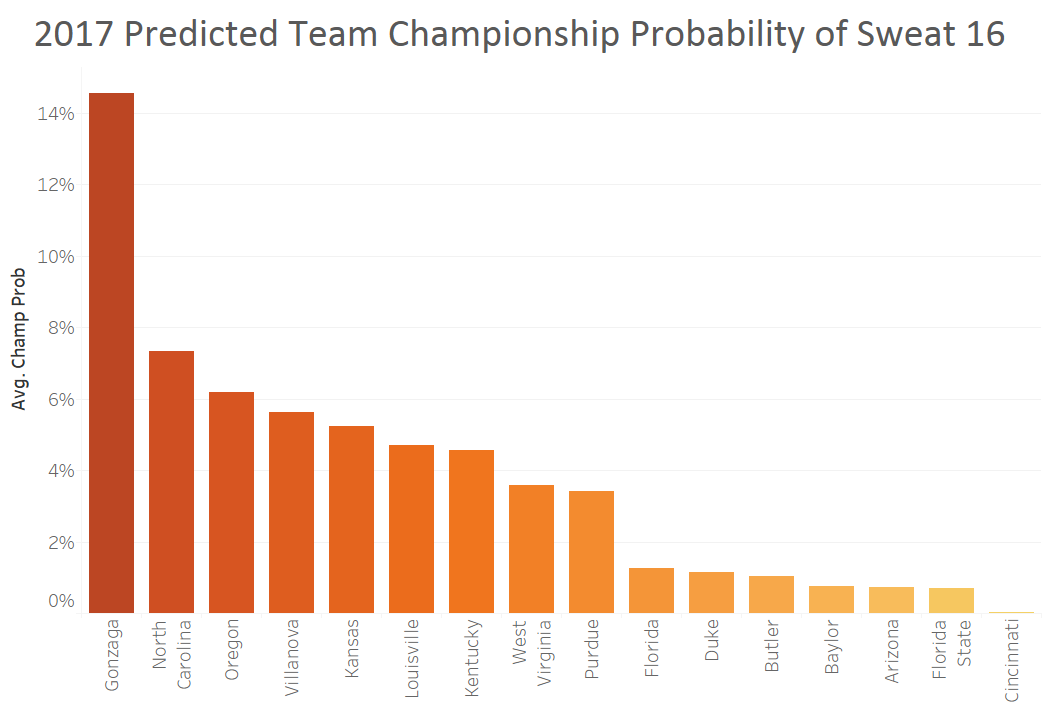 2017 Predicted Team Championship Probability of Sweat 16
Avg. Champ Prob
14%
12%
10%
8%
6%
4%
2%
0%
Gonzaga
North
Carolina
Oregon
Villanova
Kansas
Louisville
Kentucky
West
Virginia
Purdue
Florida
Duke
Butler
Baylor
Arizona
Florida
State
Cincinnati